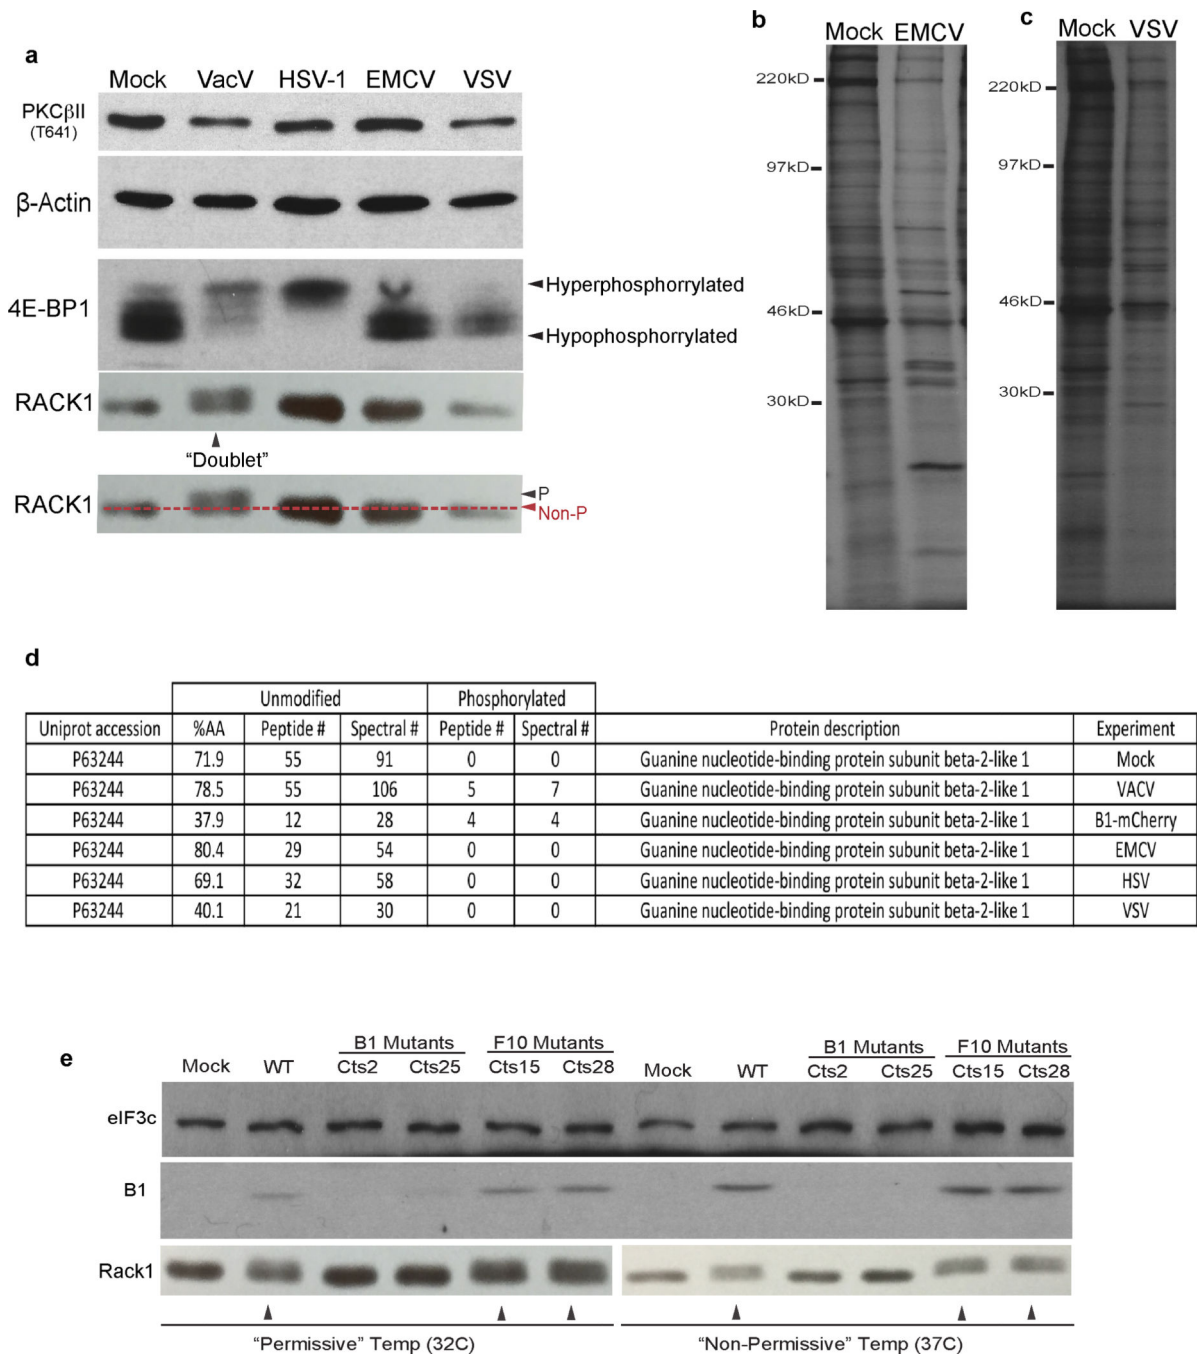 a
Mock VacV HSV-1 EMCV VSV
PKCβII
(T641)
β-Actin
4E-BP1
Hyperphosphorrylated
Hypophosphorrylated
RACK1
"Doublet"
RACK1
P
Non-P
b
Mock EMCV
220kD
97kD
46kD
30kD
c
Mock VSV
220kD
97kD
46kD
30kD
d
Unmodified Phosphorylated
Uniprot accession %AA Peptide # Spectral # Peptide # Spectral # Protein description Experiment
P63244 71.9 55 91 0 0 Guanine nucleotide-binding protein subunit beta-2-like 1 Mock
P63244 78.5 55 106 5 7 Guanine nucleotide-binding protein subunit beta-2-like 1 VACV
P63244 37.9 12 28 4 4 Guanine nucleotide-binding protein subunit beta-2-like 1 B1-mCherry
P63244 80.4 29 54 0 0 Guanine nucleotide-binding protein subunit beta-2-like 1 EMCV
P63244 69.1 32 58 0 0 Guanine nucleotide-binding protein subunit beta-2-like 1 HSV
P63244 40.1 21 30 0 0 Guanine nucleotide-binding protein subunit beta-2-like 1 VSV
e
B1 Mutants F10 Mutants B1 Mutants F10 Mutants
Mock WT Cts2 Cts25 Cts15 Cts28 Mock WT Cts2 Cts25 Cts15 Cts28
eIF3c
B1
Rack1
"Permissive" Temp (32C) "Non-Permissive" Temp (37C)